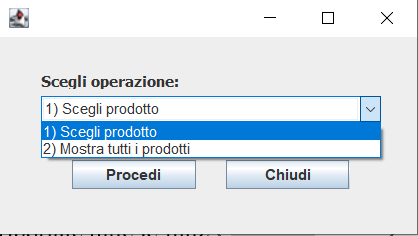 Scegli operazione:
1) Scegli prodotto
1) Scegli prodotto
2) Mostra tutti i prodotti
Procedi
Chiudi